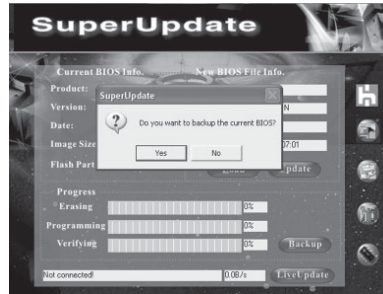 SuperUpdate
Current BIOS Info. New BIOS File Info.
Product:
SuperUpdate
Version: N
Do you want to backup the current BIOS?
Date:
Image Size 07:01
Yes No
Flash Part Update
Progress
Erasing 0%
Programming 0%
Verifying 0% Backup
Not connected! 0.0B/s LiveUpdate